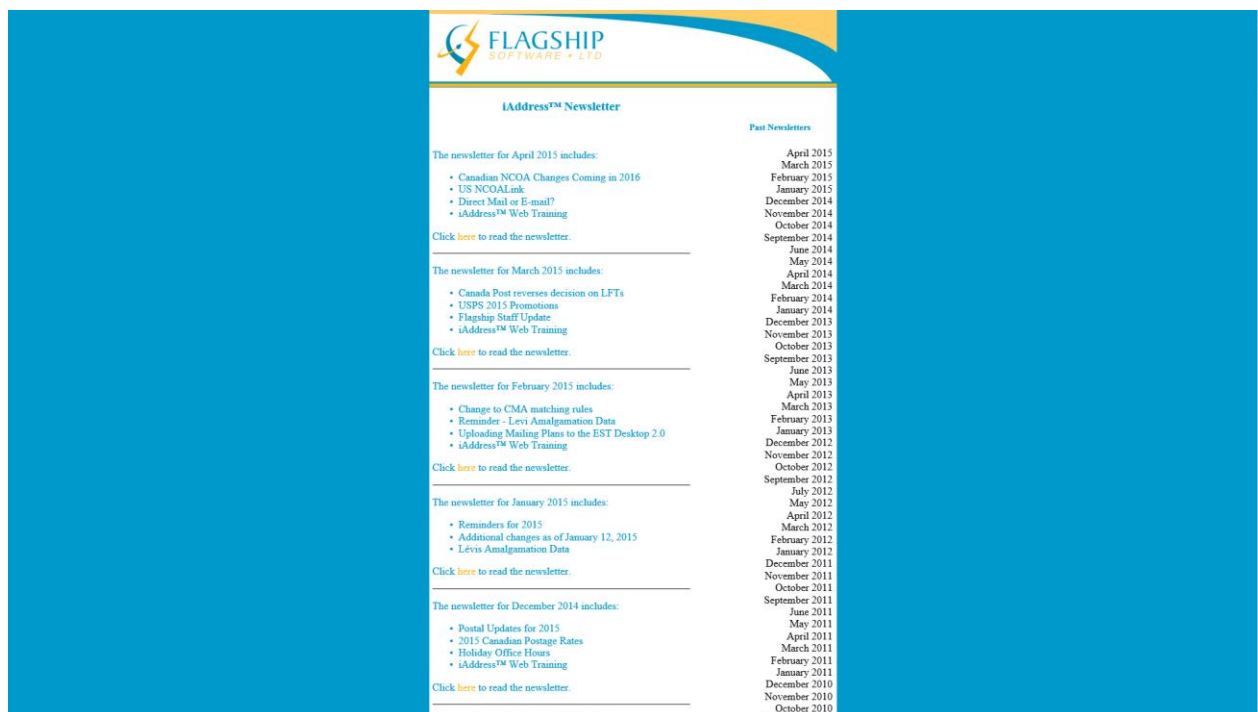 FLAGSHIP
SOFTWARE • LTD
iAddress™ Newsletter
The newsletter for April 2015 includes:
• Canadian NCOA Changes Coming in 2016
• US NCOALink
• Direct Mail or E-mail?
• iAddress™ Web Training
Click here to read the newsletter.
The newsletter for March 2015 includes:
• Canada Post reverses decision on LFTs
• USPS 2015 Promotions
• Flagship Staff Update
• iAddress™ Web Training
Click here to read the newsletter.
The newsletter for February 2015 includes:
• Change to CMA matching rules
• Reminder - Levi Amalgamation Data
• Uploading Mailing Plans to the EST Desktop 2.0
• iAddress™ Web Training
Click here to read the newsletter.
The newsletter for January 2015 includes:
• Reminders for 2015
• Additional changes as of January 12, 2015
• Lévis Amalgamation Data
Click here to read the newsletter.
The newsletter for December 2014 includes:
• Postal Updates for 2015
• 2015 Canadian Postage Rates
• Holiday Office Hours
• iAddress™ Web Training
Click here to read the newsletter.
Past Newsletters
April 2015
March 2015
February 2015
January 2015
December 2014
November 2014
October 2014
September 2014
June 2014
May 2014
April 2014
March 2014
February 2014
January 2014
December 2013
November 2013
October 2013
September 2013
June 2013
May 2013
April 2013
March 2013
February 2013
January 2013
December 2012
November 2012
October 2012
September 2012
July 2012
May 2012
April 2012
March 2012
February 2012
January 2012
December 2011
November 2011
October 2011
September 2011
June 2011
May 2011
April 2011
March 2011
February 2011
January 2011
December 2010
November 2010
October 2010